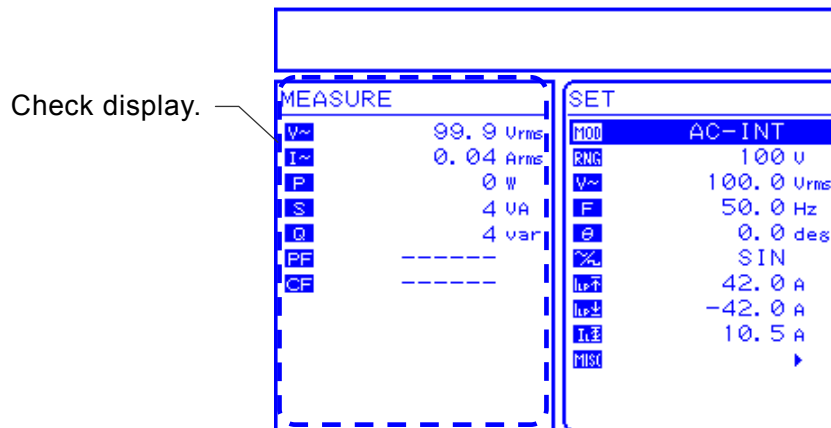 Check display.
MEASURE
V~ 99.9 Vrms
I~ 0.04 Arms
P 0 W
S 4 VA
Q 4 var
PF ------
CF ------
SET
MOD AC-INT
RNG 100 V
V~ 100.0 Vrms
F 50.0 Hz
θ 0.0 deg
SIN
42.0 A
-42.0 A
10.5 A
MISC